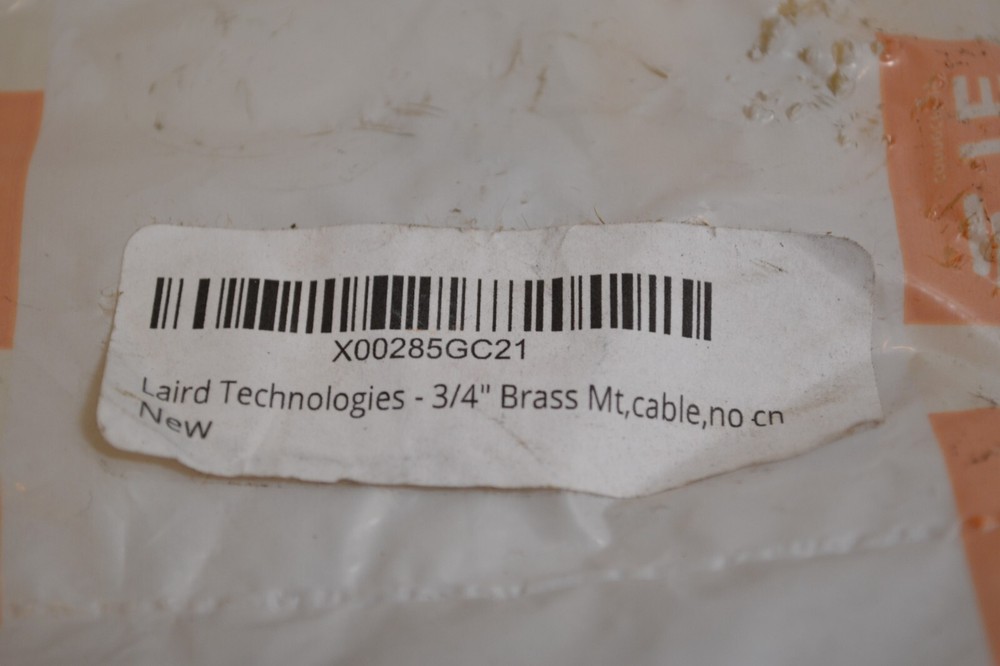 X00285GC21
Laird Technologies - 3/4" Brass Mt,cable,no cn
New